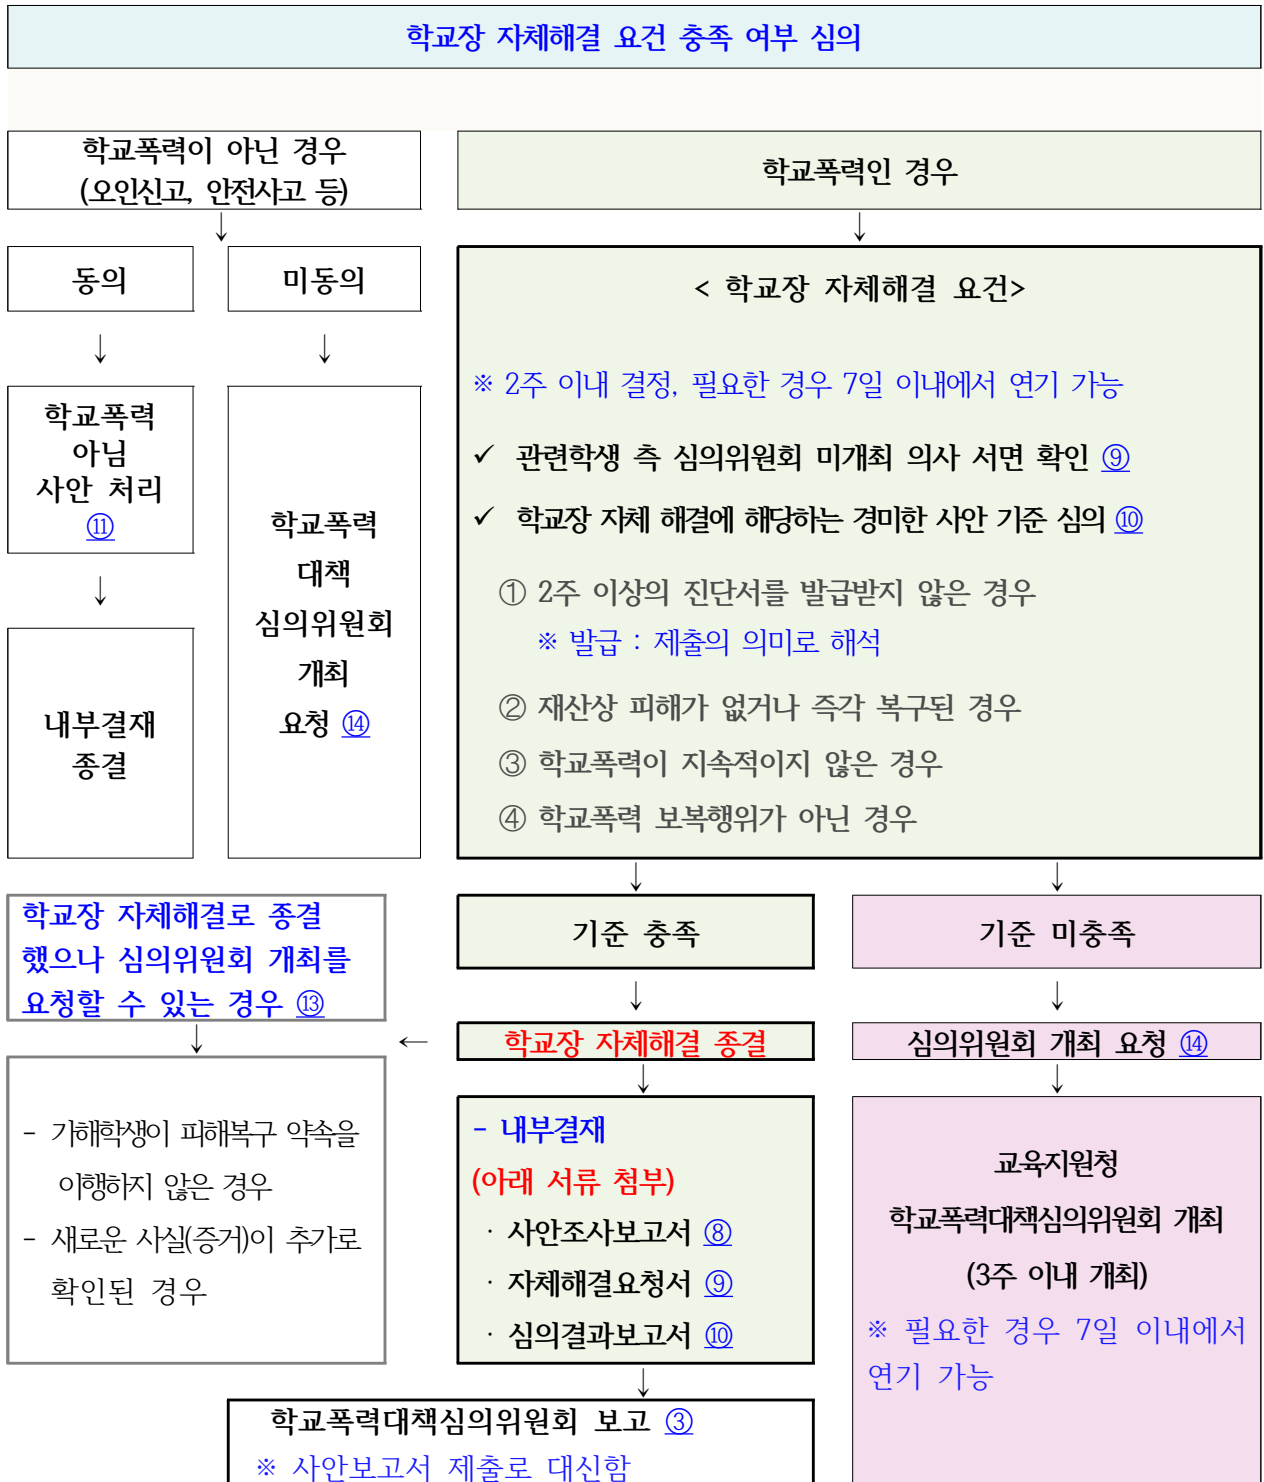 학교장 자체해결 요건 충족 여부 심의
학교폭력이 아닌 경우
(오인신고, 안전사고 등)
학교폭력인 경우
↓
↓
동의
미동의
↓
↓
학교폭력
아님
사안 처리
⑪
↓
내부결재
종결
학교폭력
대책
심의위원회
개최
요청 ⑭
< 학교장 자체해결 요건>
※ 2주 이내 결정, 필요한 경우 7일 이내에서 연기 가능
✓ 관련학생 측 심의위원회 미개최 의사 서면 확인 ⑨
✓ 학교장 자체 해결에 해당하는 경미한 사안 기준 심의 ⑩
① 2주 이상의 진단서를 발급받지 않은 경우
※ 발급 : 제출의 의미로 해석
② 재산상 피해가 없거나 즉각 복구된 경우
③ 학교폭력이 지속적이지 않은 경우
④ 학교폭력 보복행위가 아닌 경우
↓
↓
학교장 자체해결로 종결
했으나 심의위원회 개최를
요청할 수 있는 경우 ⑬
↓
- 가해학생이 피해복구 약속을
이행하지 않은 경우
- 새로운 사실(증거)이 추가로
확인된 경우
←
기준 충족
↓
학교장 자체해결 종결
↓
- 내부결재
(아래 서류 첨부)
· 사안조사보고서 ⑧
· 자체해결요청서 ⑨
· 심의결과보고서 ⑩
↓
학교폭력대책심의위원회 보고 ③
※ 사안보고서 제출로 대신함
기준 미충족
↓
심의위원회 개최 요청 ⑭
↓
교육지원청
학교폭력대책심의위원회 개최
(3주 이내 개최)
※ 필요한 경우 7일 이내에서
연기 가능